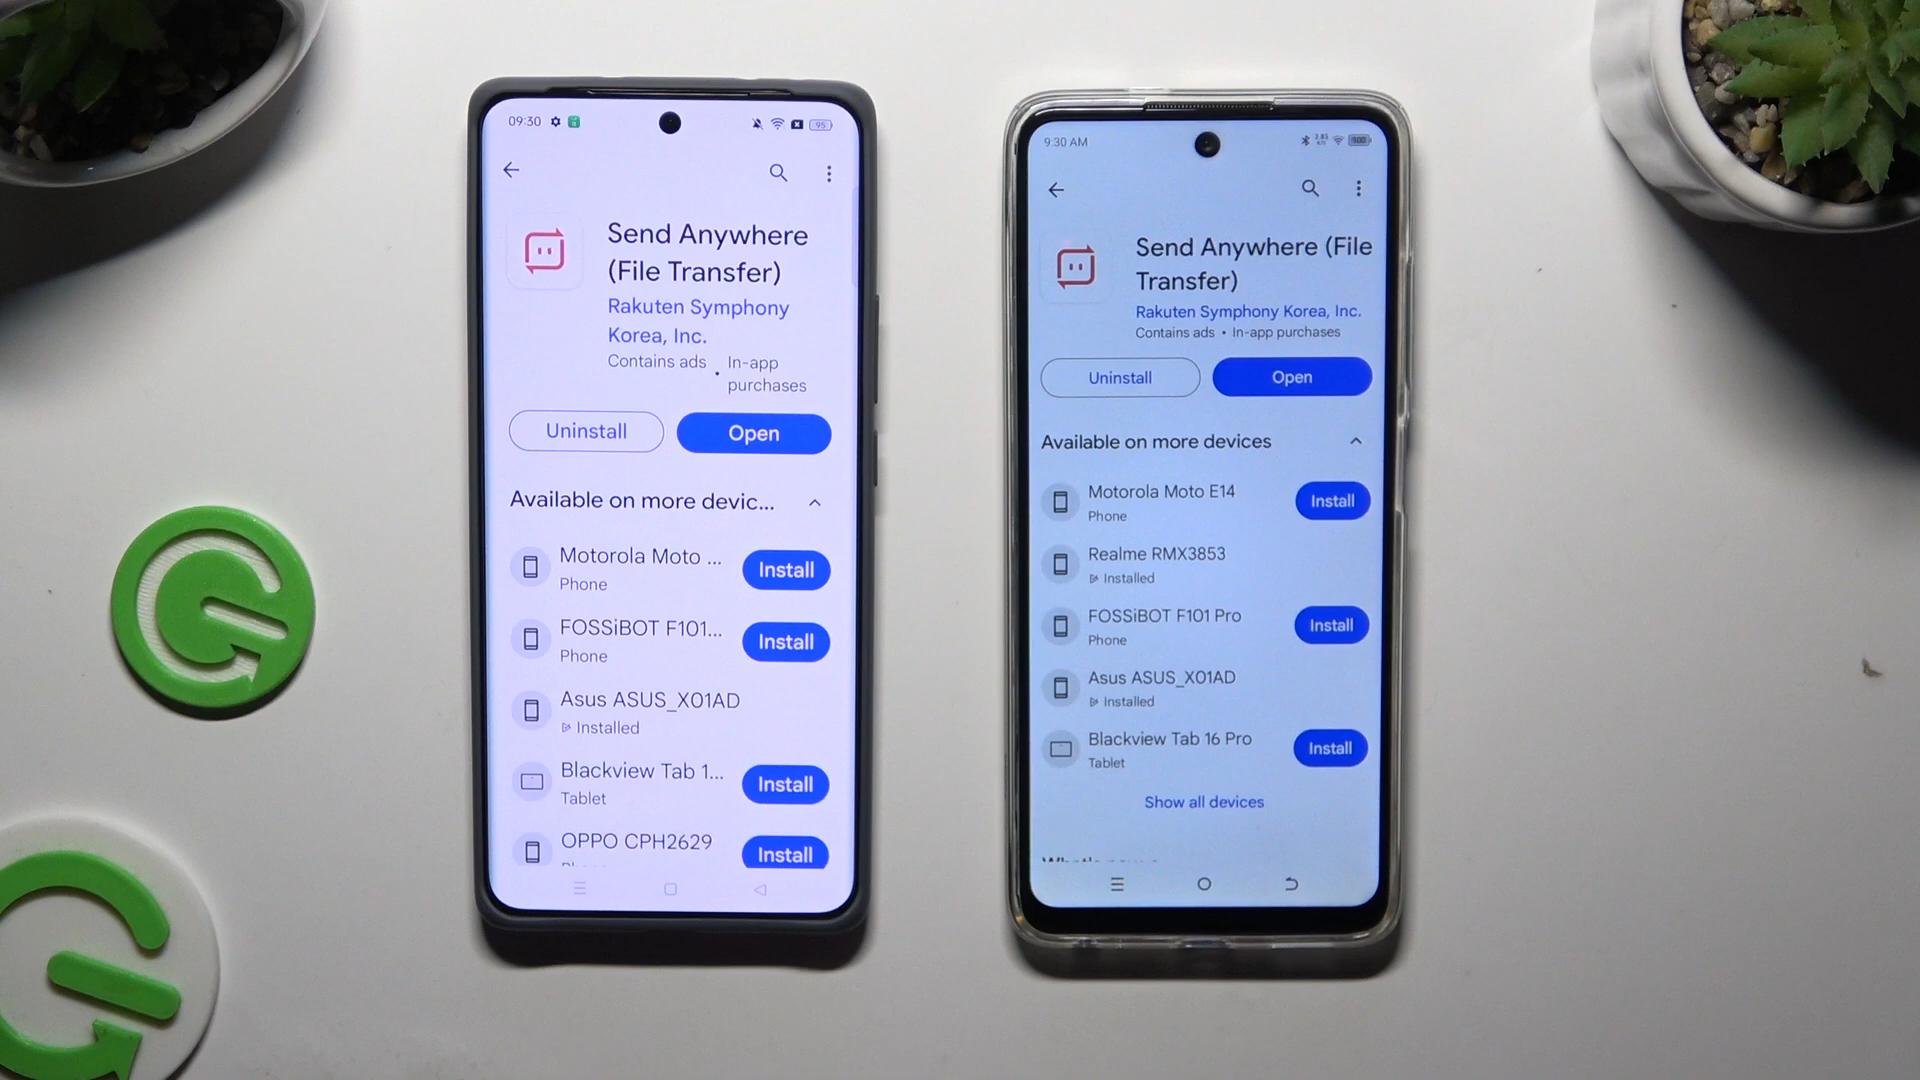 09:30
95
Send Anywhere
(File Transfer)
Rakuten Symphony
Korea, Inc.
Contains ads • In-app
purchases
Uninstall
Open
Available on more devic...
Motorola Moto ...
Phone
Install
FOSSiBOT F101...
Phone
Install
Asus ASUS_X01AD
Installed
Blackview Tab 1...
Tablet
Install
OPPO CPH2629
Install
9:30 AM
Send Anywhere (File
Transfer)
Rakuten Symphony Korea, Inc.
Contains ads • In-app purchases
Uninstall
Open
Available on more devices
Motorola Moto E14
Phone
Install
Realme RMX3853
Installed
FOSSiBOT F101 Pro
Phone
Install
Asus ASUS_X01AD
Installed
Blackview Tab 16 Pro
Tablet
Install
Show all devices